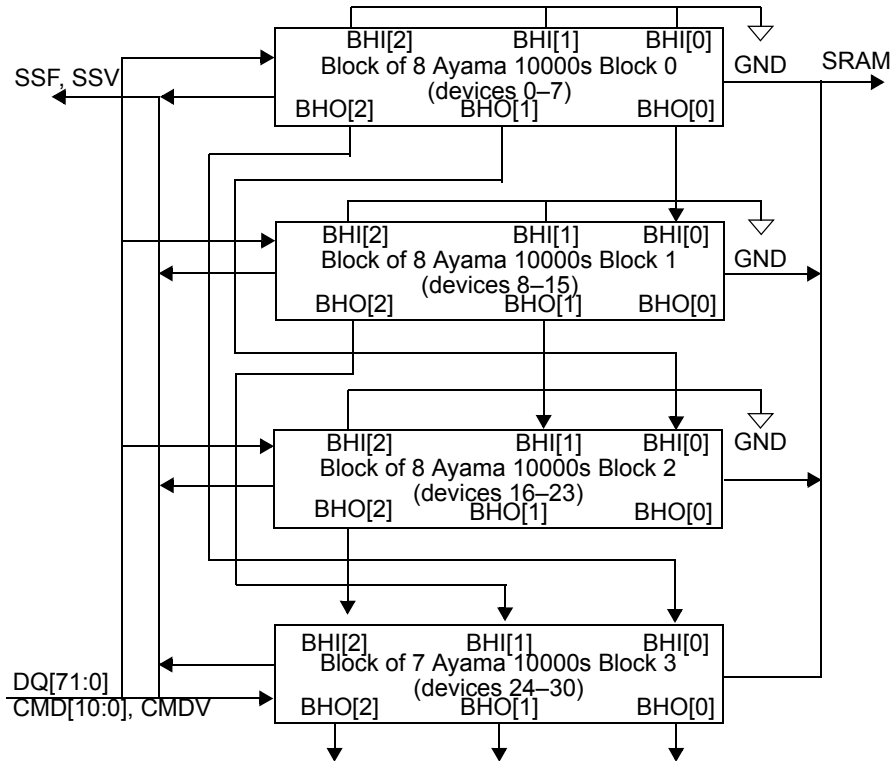 BHI[2] BHI[1] BHI[0]
Block of 8 Ayama 10000s Block 0
(devices 0–7)
BHO[2] BHO[1] BHO[0]
GND
SRAM
SSF, SSV
BHI[2] BHI[1] BHI[0]
Block of 8 Ayama 10000s Block 1
(devices 8–15)
BHO[2] BHO[1] BHO[0]
GND
BHI[2] BHI[1] BHI[0]
Block of 8 Ayama 10000s Block 2
(devices 16–23)
BHO[2] BHO[1] BHO[0]
GND
BHI[2] BHI[1] BHI[0]
Block of 7 Ayama 10000s Block 3
(devices 24–30)
BHO[2] BHO[1] BHO[0]
DQ[71:0]
CMD[10:0], CMDV